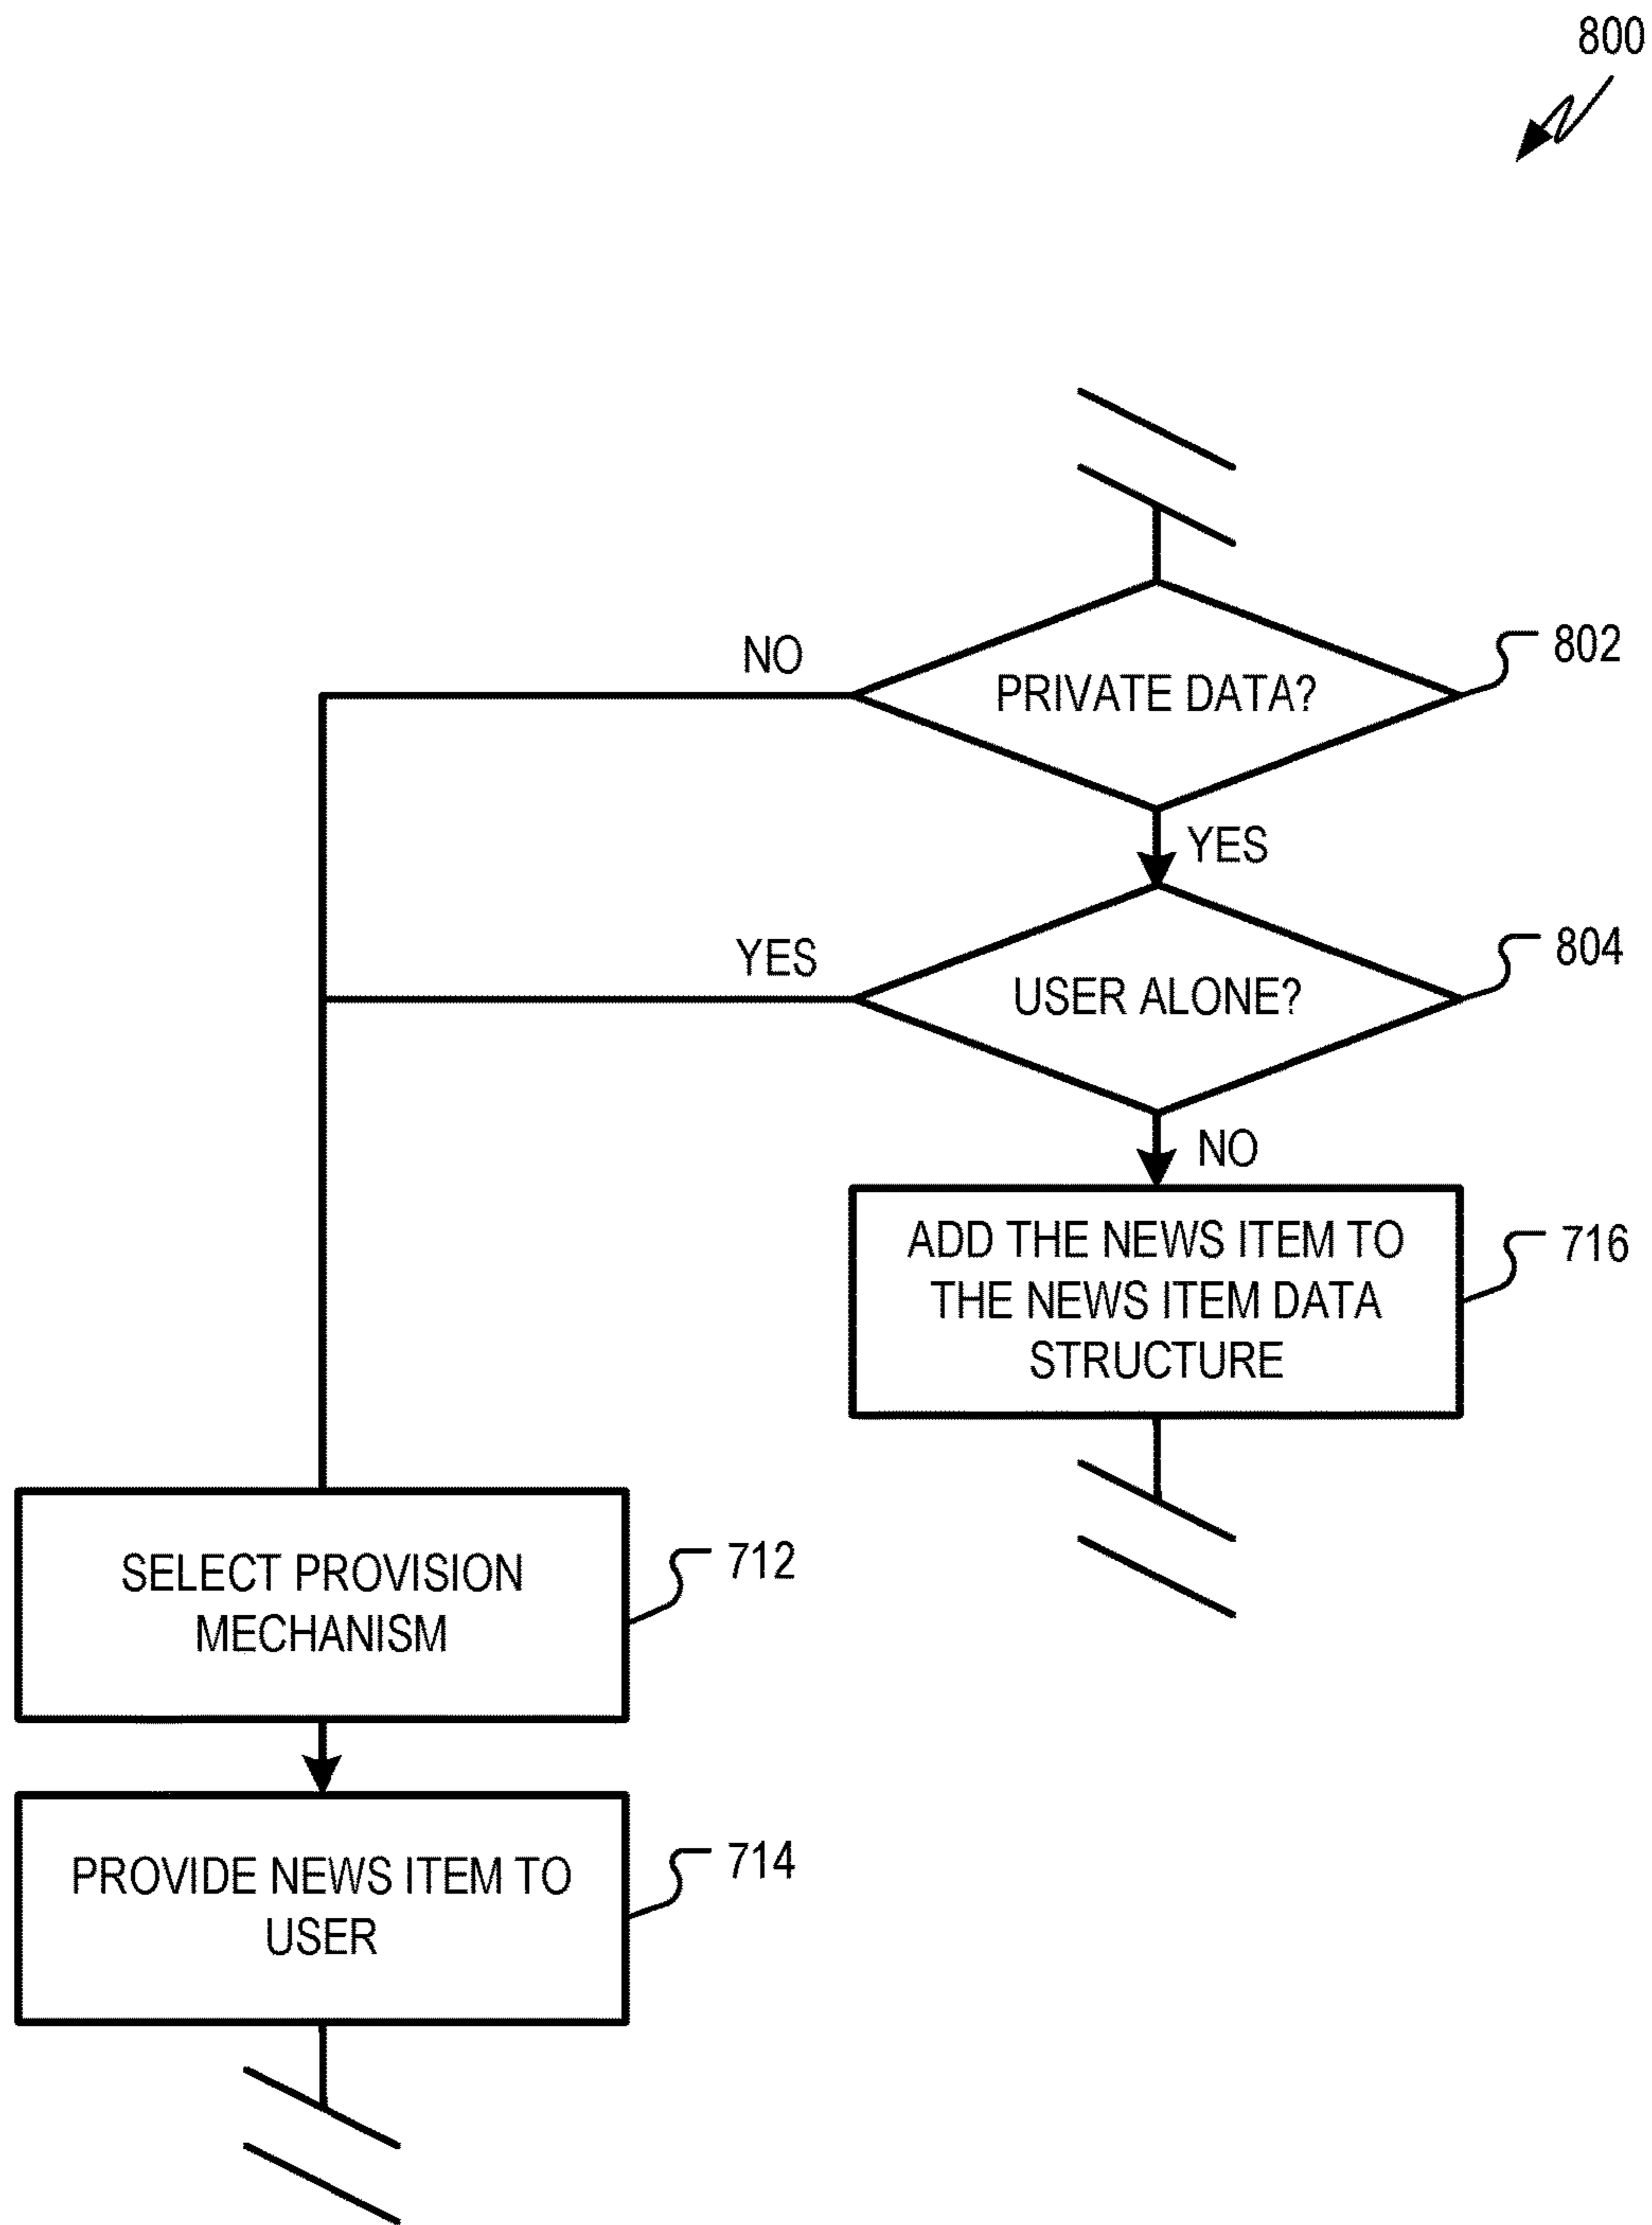 800
NO
PRIVATE DATA?
802
YES
YES
USER ALONE?
804
NO
ADD THE NEWS ITEM TO
THE NEWS ITEM DATA
STRUCTURE
716
SELECT PROVISION
MECHANISM
712
PROVIDE NEWS ITEM TO
USER
714